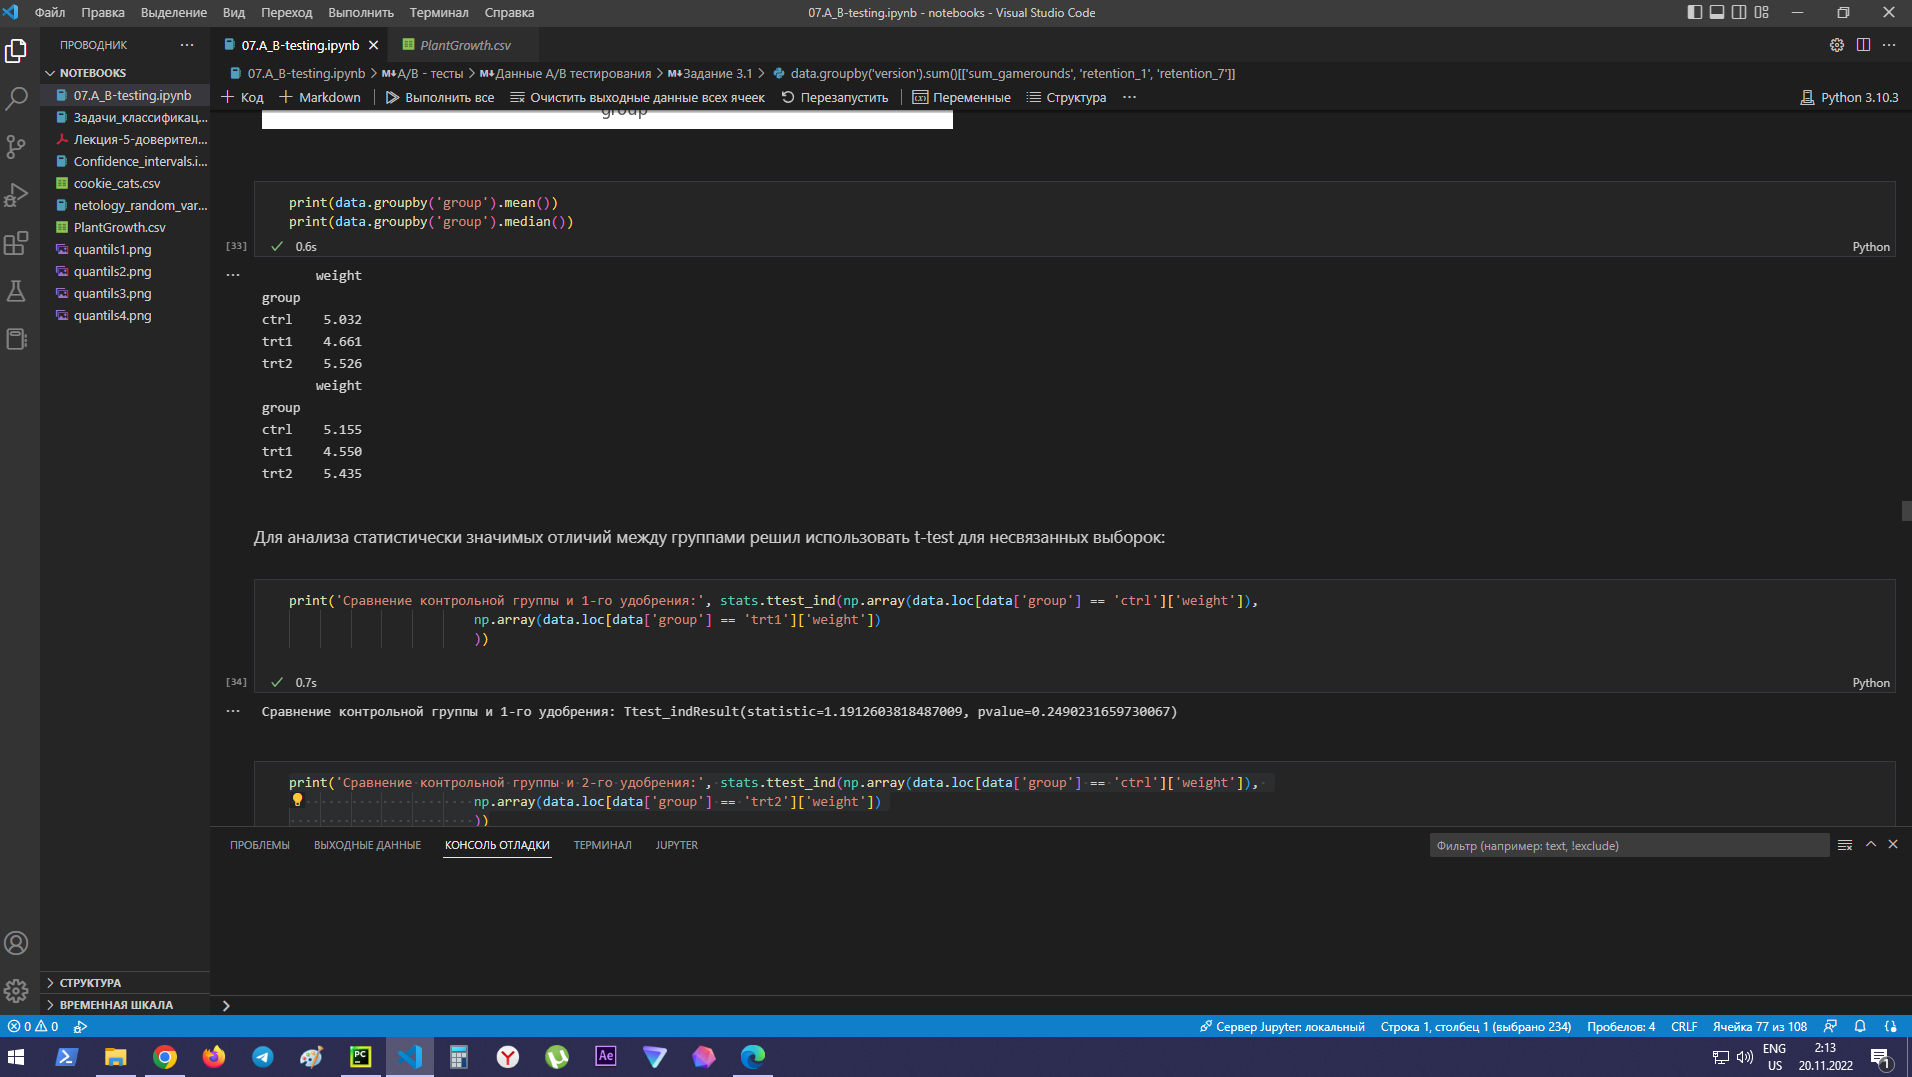 Файл Правка Выделение Вид Переход Выполнить Терминал Справка
07.A_B-testing.ipynb - notebooks - Visual Studio Code
ПРОВОДНИК
NOTEBOOKS
07.A_B-testing.ipynb
Задачи_классификац...
Лекция-5-доверител...
Confidence_intervals.i...
cookie_cats.csv
netology_random_var...
PlantGrowth.csv
quantils1.png
quantils2.png
quantils3.png
quantils4.png
СТРУКТУРА
ВРЕМЕННАЯ ШКАЛА
07.A_B-testing.ipynb PlantGrowth.csv
07.A_B-testing.ipynb > M↓A/B - тесты > M↓Данные A/B тестирования > M↓Задание 3.1 > data.groupby('version').sum()[['sum_gamerounds', 'retention_1', 'retention_7']]
+ Код + Markdown Выполнить все Очистить выходные данные всех ячеек Перезапустить Переменные Структура ... Python 3.10.3
group
print(data.groupby('group').mean())
print(data.groupby('group').median())
[33] 0.6s Python
weight
group
ctrl 5.032
trt1 4.661
trt2 5.526
weight
group
ctrl 5.155
trt1 4.550
trt2 5.435
Для анализа статистически значимых отличий между группами решил использовать t-test для несвязанных выборок:
print('Сравнение контрольной группы и 1-го удобрения:', stats.ttest_ind(np.array(data.loc[data['group'] == 'ctrl']['weight']),
np.array(data.loc[data['group'] == 'trt1']['weight'])
))
[34] 0.7s Python
Сравнение контрольной группы и 1-го удобрения: Ttest_indResult(statistic=1.1912603818487009, pvalue=0.2490231659730067)
print('Сравнение контрольной группы и 2-го удобрения:', stats.ttest_ind(np.array(data.loc[data['group'] == 'ctrl']['weight']),
np.array(data.loc[data['group'] == 'trt2']['weight'])
))
ПРОБЛЕМЫ ВЫХОДНЫЕ ДАННЫЕ КОНСОЛЬ ОТЛАДКИ ТЕРМИНАЛ JUPYTER
Фильтр (например: text, !exclude)
0 0
Сервер Jupyter: локальный Строка 1, столбец 1 (выбрано 234) Пробелов: 4 CRLF Ячейка 77 из 108
PC
Ae
ENG
US
2:13
20.11.2022
1